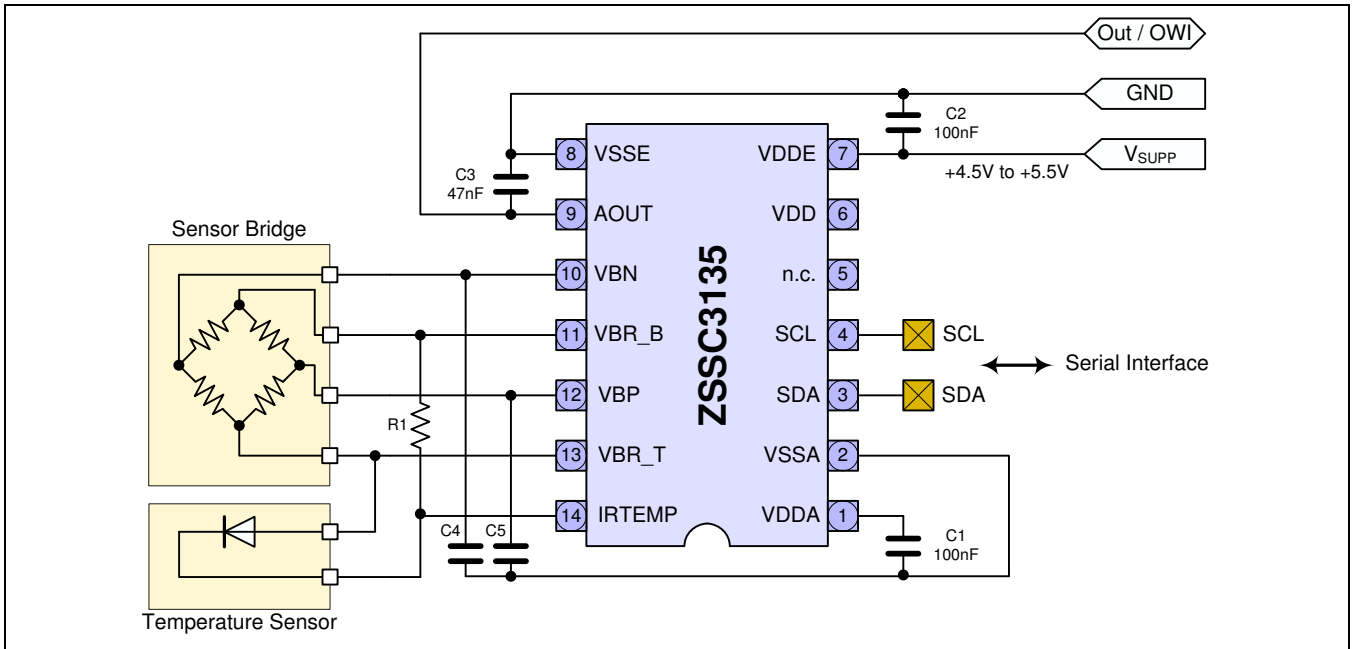 Out / OWI
GND
C2
100nF
V_SUPP
+4.5V to +5.5V
C3
47nF
8 VSSE
VDDE 7
9 AOUT
VDD 6
Sensor Bridge
10 VBN
n.c. 5
11 VBR_B
SCL 4
SCL
Serial Interface
12 VBP
SDA 3
SDA
R1
13 VBR_T
VSSA 2
14 IRTEMP
VDDA 1
ZSSC3135
C4
C5
C1
100nF
Temperature Sensor